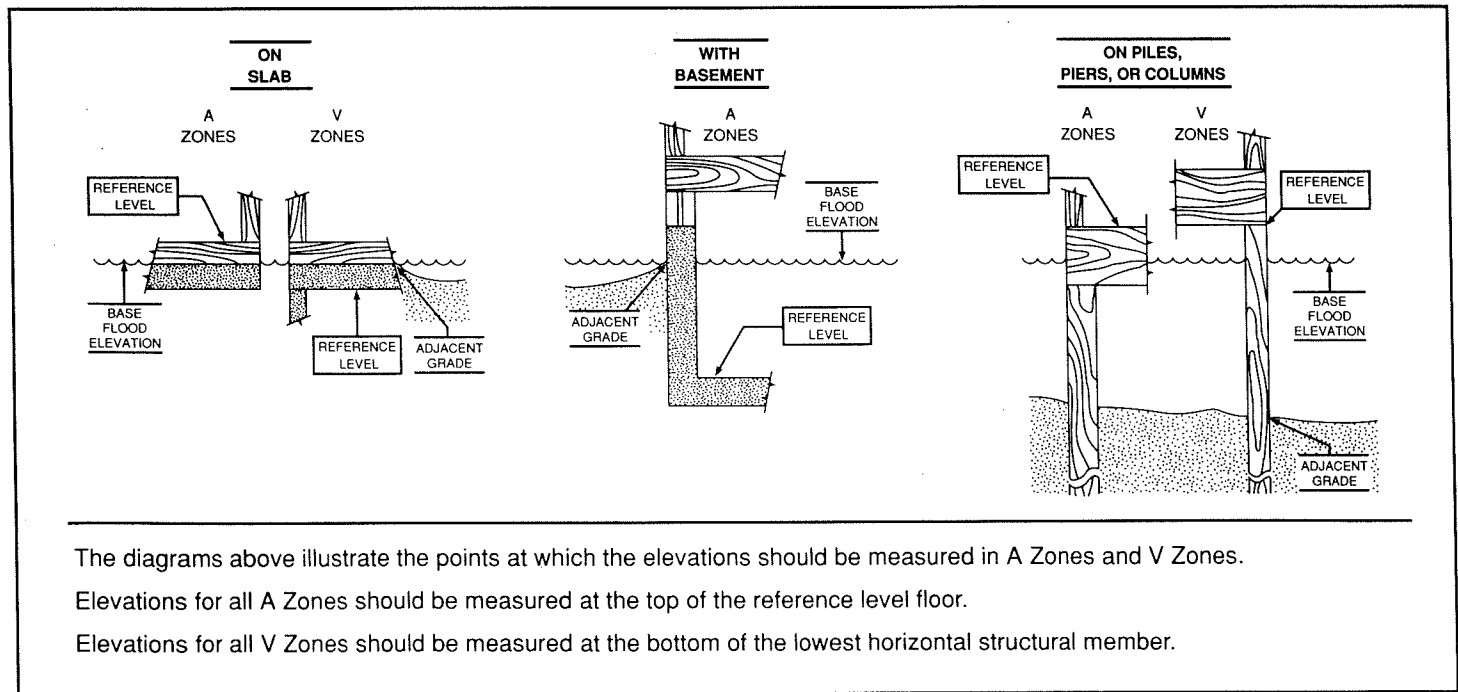 ON
SLAB
A
ZONES
V
ZONES
REFERENCE
LEVEL
BASE
FLOOD
ELEVATION
REFERENCE
LEVEL
ADJACENT
GRADE
WITH
BASEMENT
A
ZONES
BASE
FLOOD
ELEVATION
ADJACENT
GRADE
REFERENCE
LEVEL
ON PILES,
PIERS, OR COLUMNS
A
ZONES
V
ZONES
REFERENCE
LEVEL
REFERENCE
LEVEL
BASE
FLOOD
ELEVATION
ADJACENT
GRADE
The diagrams above illustrate the points at which the elevations should be measured in A Zones and V Zones.
Elevations for all A Zones should be measured at the top of the reference level floor.
Elevations for all V Zones should be measured at the bottom of the lowest horizontal structural member.